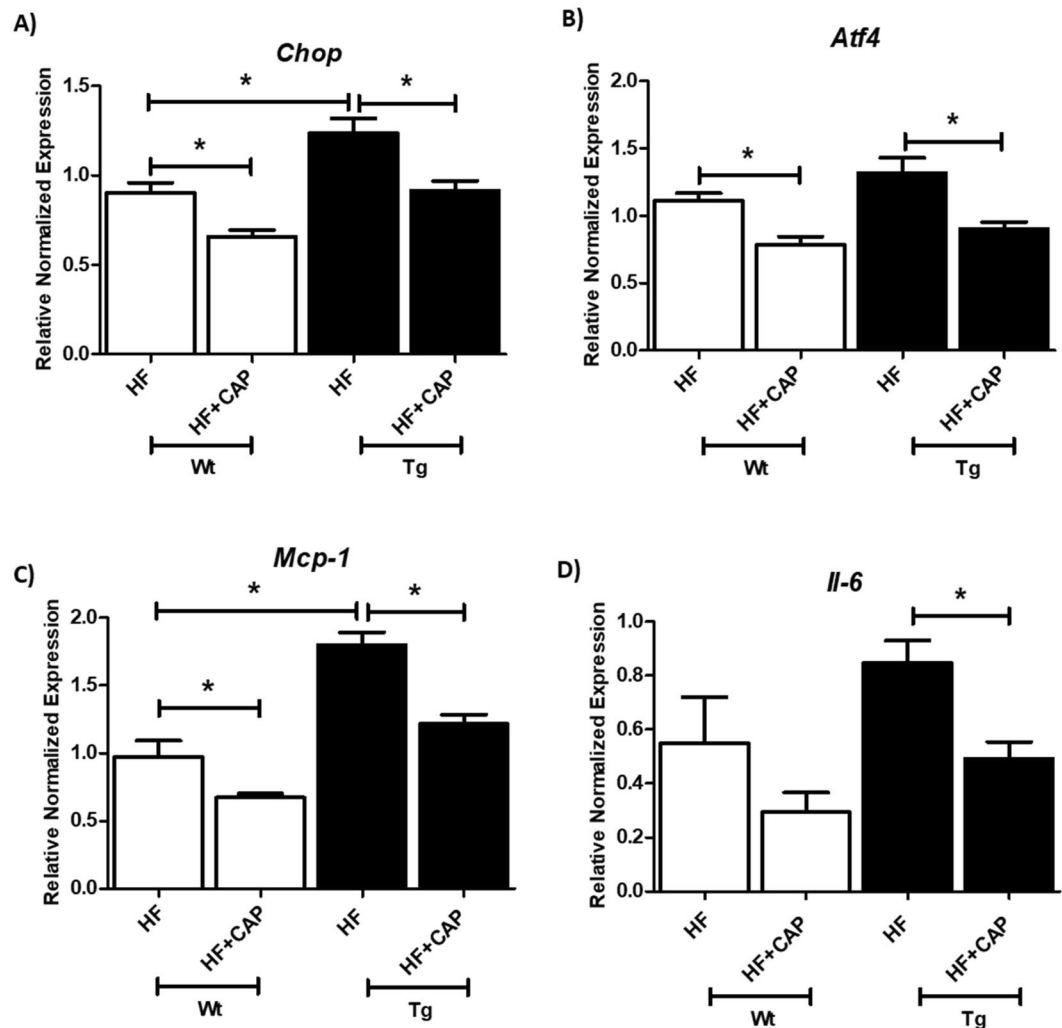 A)
Chop
Relative Normalized Expression
1.5
1.0
0.5
0.0
*
*
*
HF
HF+CAP
HF
HF+CAP
Wt
Tg
B)
Atf4
Relative Normalized Expression
2.0
1.5
1.0
0.5
0.0
*
*
HF
HF+CAP
HF
HF+CAP
Wt
Tg
C)
Mcp-1
Relative Normalized Expression
2.0
1.5
1.0
0.5
0.0
*
*
*
HF
HF+CAP
HF
HF+CAP
Wt
Tg
D)
Il-6
Relative Normalized Expression
1.0
0.8
0.6
0.4
0.2
0.0
*
HF
HF+CAP
HF
HF+CAP
Wt
Tg